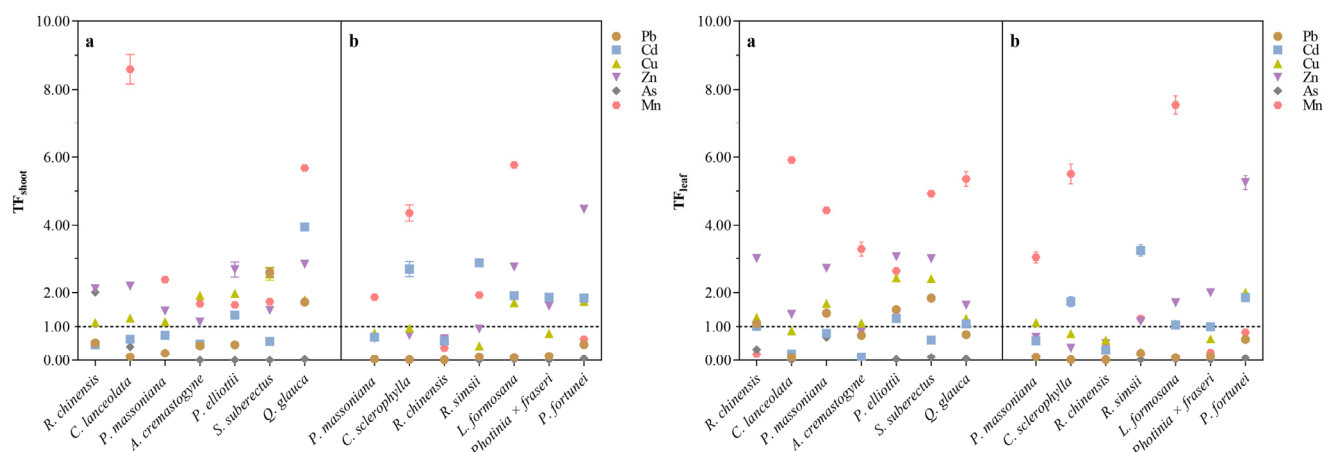 10.00
8.00
6.00
4.00
2.00
1.00
0.00
TFshoot
a
b
Pb
Cd
Cu
Zn
As
Mn
R. chinensis
C. lanceolata
P. massoniana
A. cremastogyne
P. elliottii
S. suberectus
Q. glauca
P. massoniana
C. sclerophylla
R. chinensis
R. simsii
L. formosana
Photinia × fraseri
P. fortunei
10.00
8.00
6.00
4.00
2.00
1.00
0.00
TFleaf
a
b
Pb
Cd
Cu
Zn
As
Mn
R. chinensis
C. lanceolata
P. massoniana
A. cremastogyne
P. elliottii
S. suberectus
Q. glauca
P. massoniana
C. sclerophylla
R. chinensis
R. simsii
L. formosana
Photinia × fraseri
P. fortunei